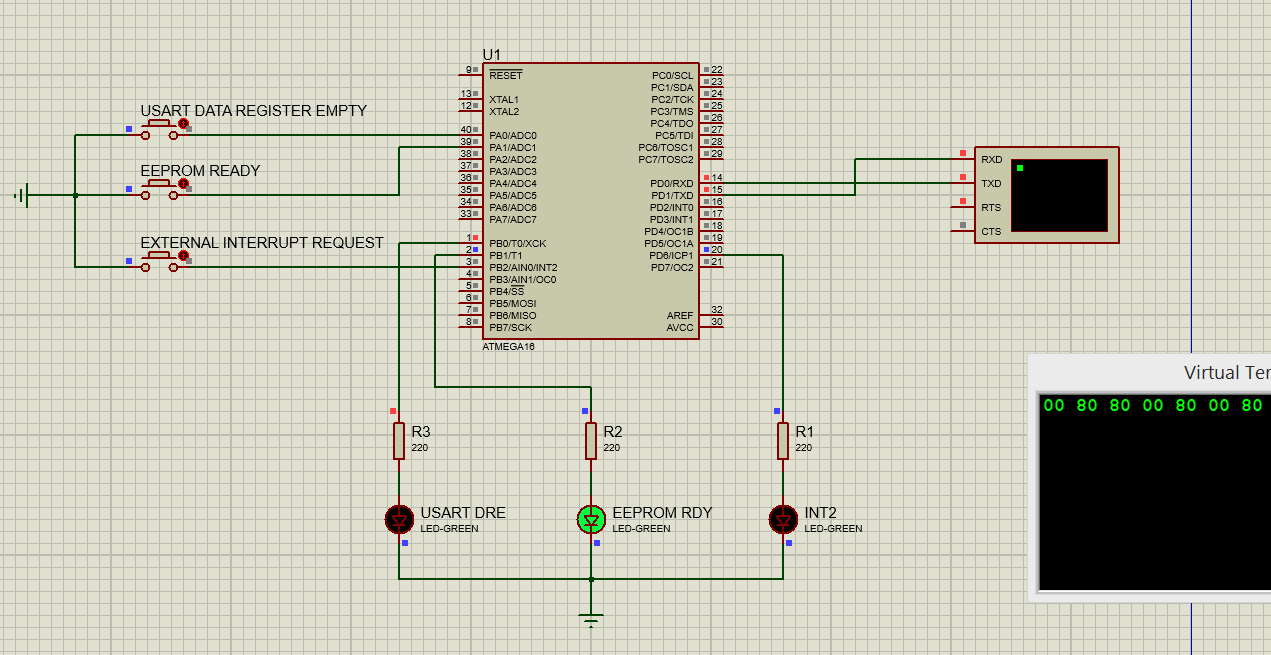 U1
9
RESET
13
XTAL1
12
XTAL2
40
PA0/ADC0
39
PA1/ADC1
38
PA2/ADC2
37
PA3/ADC3
36
PA4/ADC4
35
PA5/ADC5
34
PA6/ADC6
33
PA7/ADC7
1
PB0/T0/XCK
2
PB1/T1
3
PB2/AIN0/INT2
4
PB3/AIN1/OC0
5
PB4/SS
6
PB5/MOSI
7
PB6/MISO
8
PB7/SCK
PC0/SCL
22
PC1/SDA
23
PC2/TCK
24
PC3/TMS
25
PC4/TDO
26
PC5/TDI
27
PC6/TOSC1
28
PC7/TOSC2
29
PD0/RXD
14
PD1/TXD
15
PD2/INT0
16
PD3/INT1
17
PD4/OC1B
18
PD5/OC1A
19
PD6/ICP1
20
PD7/OC2
21
AREF
32
AVCC
30
ATMEGA16
USART DATA REGISTER EMPTY
EEPROM READY
EXTERNAL INTERRUPT REQUEST
RXD
TXD
RTS
CTS
Virtual Ter
00 80 80 00 80 00 80
R3
220
R2
220
R1
220
USART DRE
LED-GREEN
EEPROM RDY
LED-GREEN
INT2
LED-GREEN